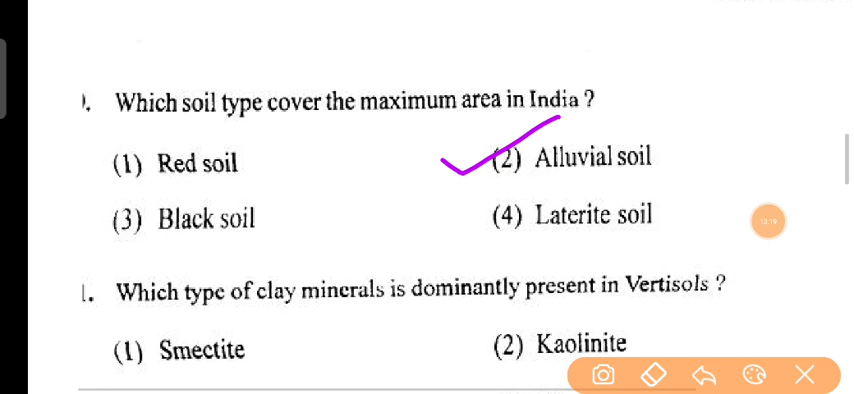 . Which soil type cover the maximum area in India ?
(1) Red soil (2) Alluvial soil
(3) Black soil (4) Laterite soil
. Which type of clay minerals is dominantly present in Vertisols ?
(1) Smectite (2) Kaolinite